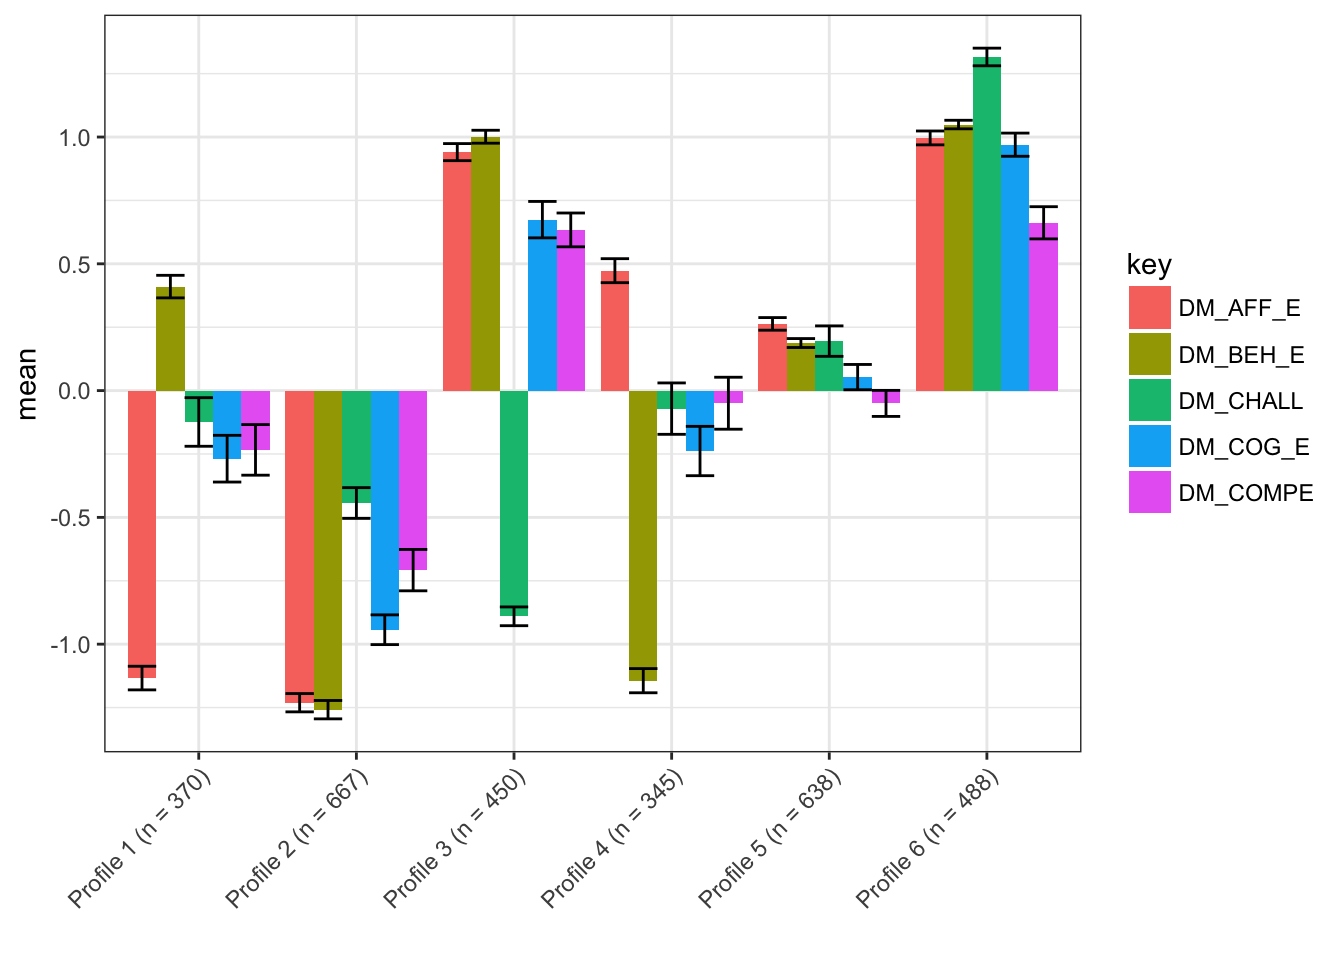 mean
1.0
0.5
0.0
-0.5
-1.0
Profile 1 (n = 370)
Profile 2 (n = 667)
Profile 3 (n = 450)
Profile 4 (n = 345)
Profile 5 (n = 638)
Profile 6 (n = 488)
key
DM_AFF_E
DM_BEH_E
DM_CHALL
DM_COG_E
DM_COMPE